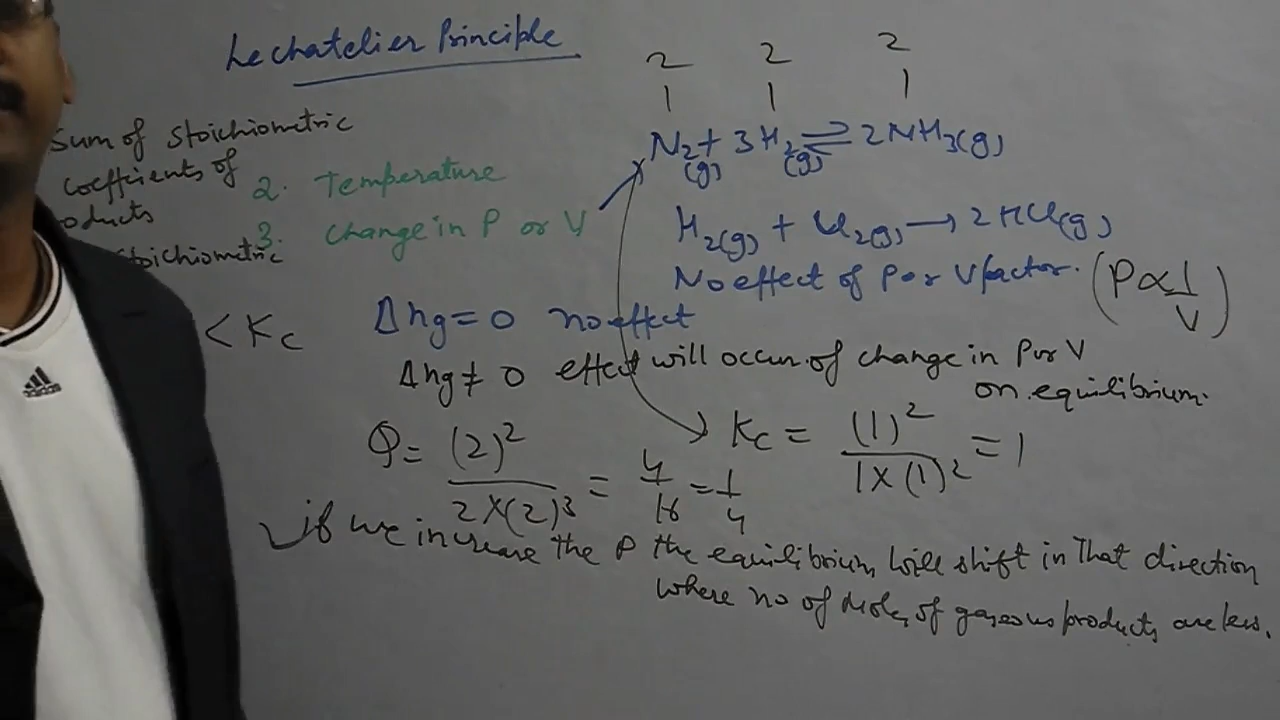 Lechatelier Principle
2 2 2
1 1 1
N2(g) + 3H2(g) ⇌ 2NH3(g)
Sum of stoichiometric
coefficients of
oducts
stoichiometric
2. Temperature
3. change in P or V
H2(g) + Cl2(g) → 2HCl(g)
No effect of P or V factor. (P ∝ 1/V)
< Kc
Δng = 0 no effect
Δng ≠ 0 effect will occur of change in P or V
on equilibrium.
Q = (2)^2 / 2×(2)^3 = 4/16 = 1/4
Kc = (1)^2 / 1×(1)^2 = 1
✓ if we increase the P the equilibrium will shift in That direction
where no of moles of gaseous products are less.
adidas